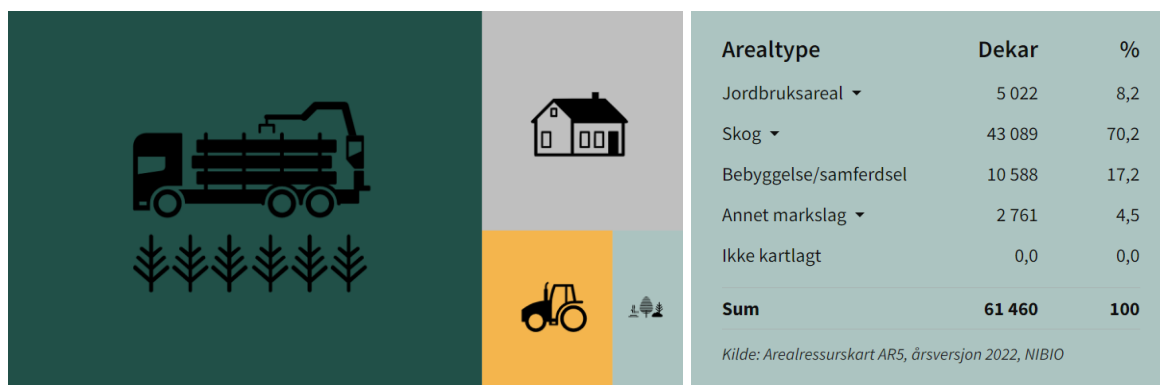 Arealtype Dekar %
Jordbruksareal 5 022 8,2
Skog 43 089 70,2
Bebyggelse/samferdsel 10 588 17,2
Annet markslag 2 761 4,5
Ikke kartlagt 0,0 0,0
Sum 61 460 100
Kilde: Arealressurskart AR5, årsversjon 2022, NIBIO